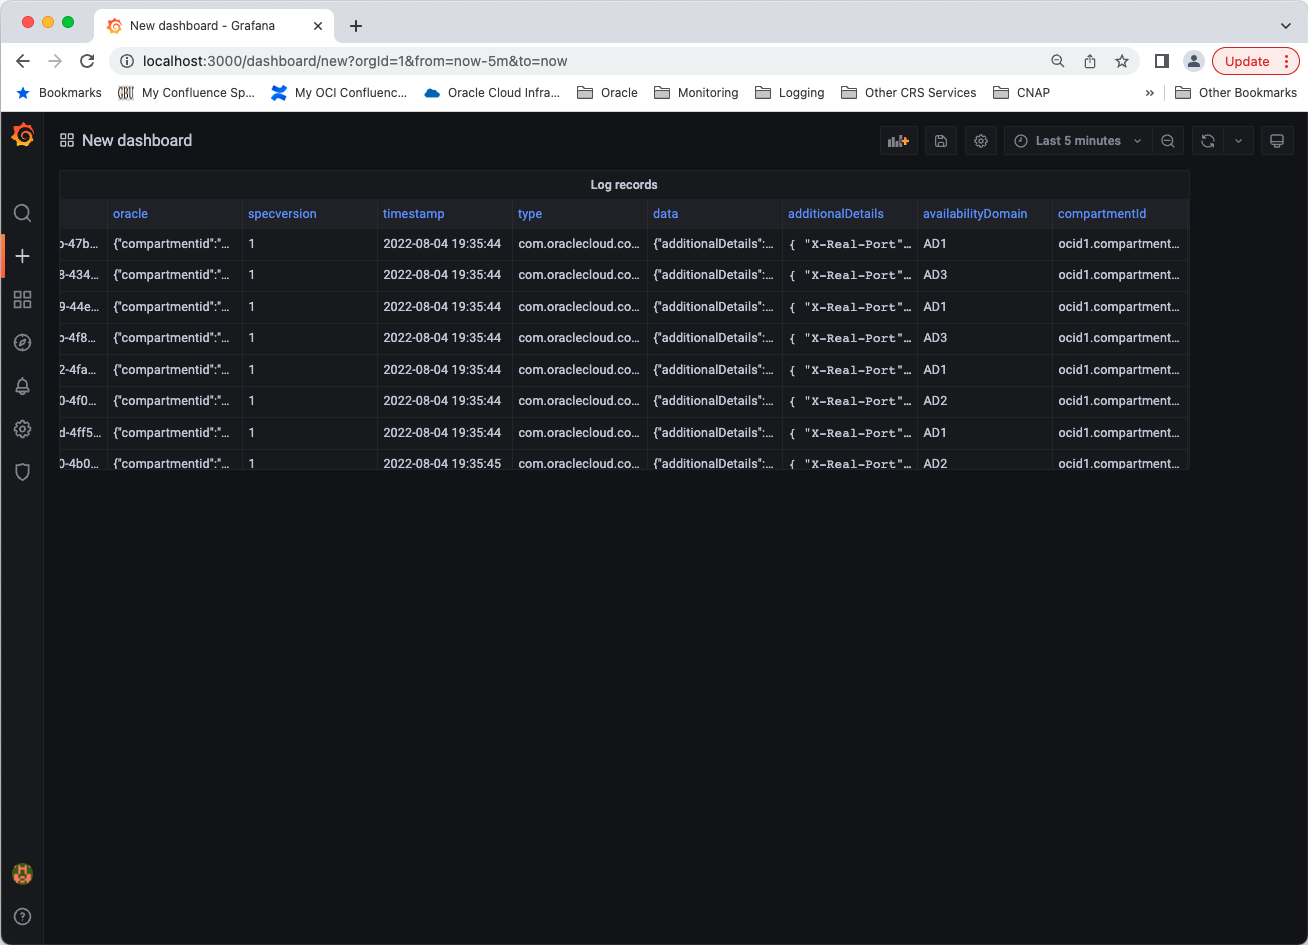 New dashboard - Grafana
localhost:3000/dashboard/new?orgId=1&from=now-5m&to=now
Update
Bookmarks My Confluence Sp... My OCI Confluenc... Oracle Cloud Infra... Oracle Monitoring Logging Other CRS Services CNAP » Other Bookmarks
New dashboard Last 5 minutes
Log records
oracle specversion timestamp type data additionalDetails availabilityDomain compartmentId
o-47b... {"compartmentid":"... 1 2022-08-04 19:35:44 com.oraclecloud.co... {"additionalDetails":... { "X-Real-Port"... AD1 ocid1.compartment...
8-434... {"compartmentid":"... 1 2022-08-04 19:35:44 com.oraclecloud.co... {"additionalDetails":... { "X-Real-Port"... AD3 ocid1.compartment...
9-44e... {"compartmentid":"... 1 2022-08-04 19:35:44 com.oraclecloud.co... {"additionalDetails":... { "X-Real-Port"... AD1 ocid1.compartment...
o-4f8... {"compartmentid":"... 1 2022-08-04 19:35:44 com.oraclecloud.co... {"additionalDetails":... { "X-Real-Port"... AD3 ocid1.compartment...
2-4fa... {"compartmentid":"... 1 2022-08-04 19:35:44 com.oraclecloud.co... {"additionalDetails":... { "X-Real-Port"... AD1 ocid1.compartment...
0-4f0... {"compartmentid":"... 1 2022-08-04 19:35:44 com.oraclecloud.co... {"additionalDetails":... { "X-Real-Port"... AD2 ocid1.compartment...
d-4ff5... {"compartmentid":"... 1 2022-08-04 19:35:44 com.oraclecloud.co... {"additionalDetails":... { "X-Real-Port"... AD1 ocid1.compartment...
0-4b0... {"compartmentid":"... 1 2022-08-04 19:35:45 com.oraclecloud.co... {"additionalDetails":... { "X-Real-Port"... AD2 ocid1.compartment...